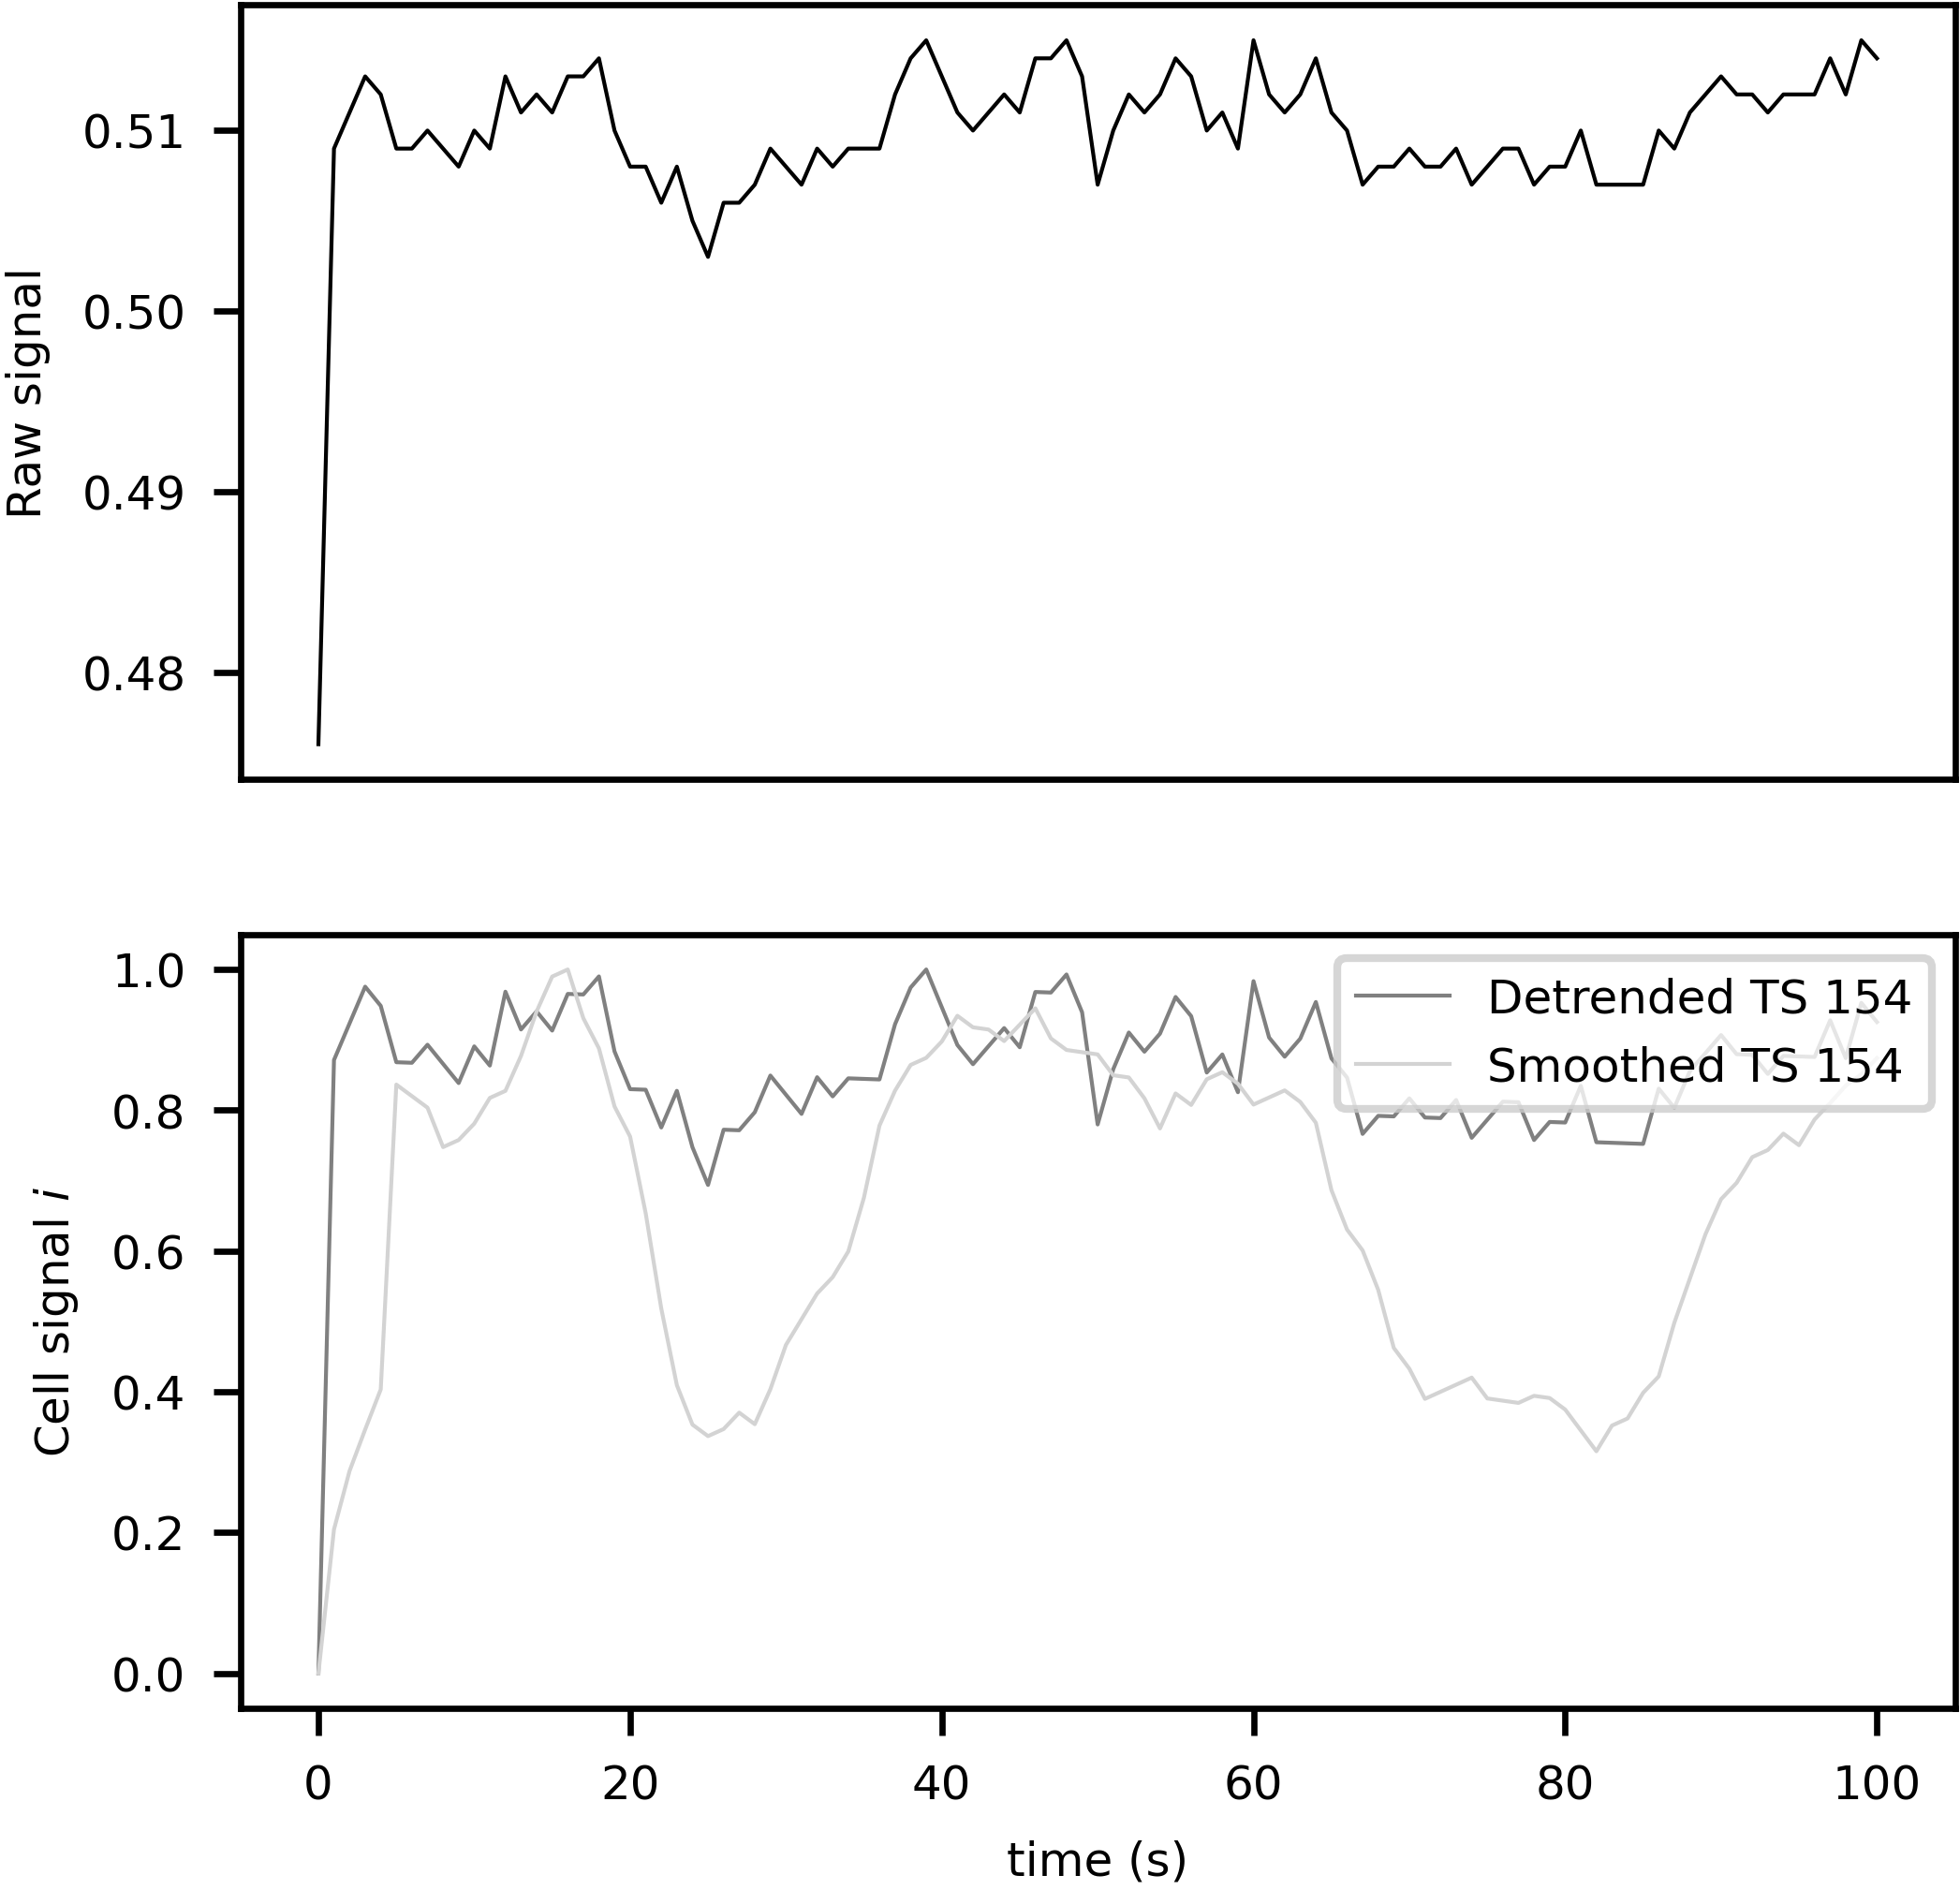 Raw signal
0.51
0.50
0.49
0.48
Cell signal i
1.0
0.8
0.6
0.4
0.2
0.0
Detrended TS 154
Smoothed TS 154
0 20 40 60 80 100
time (s)